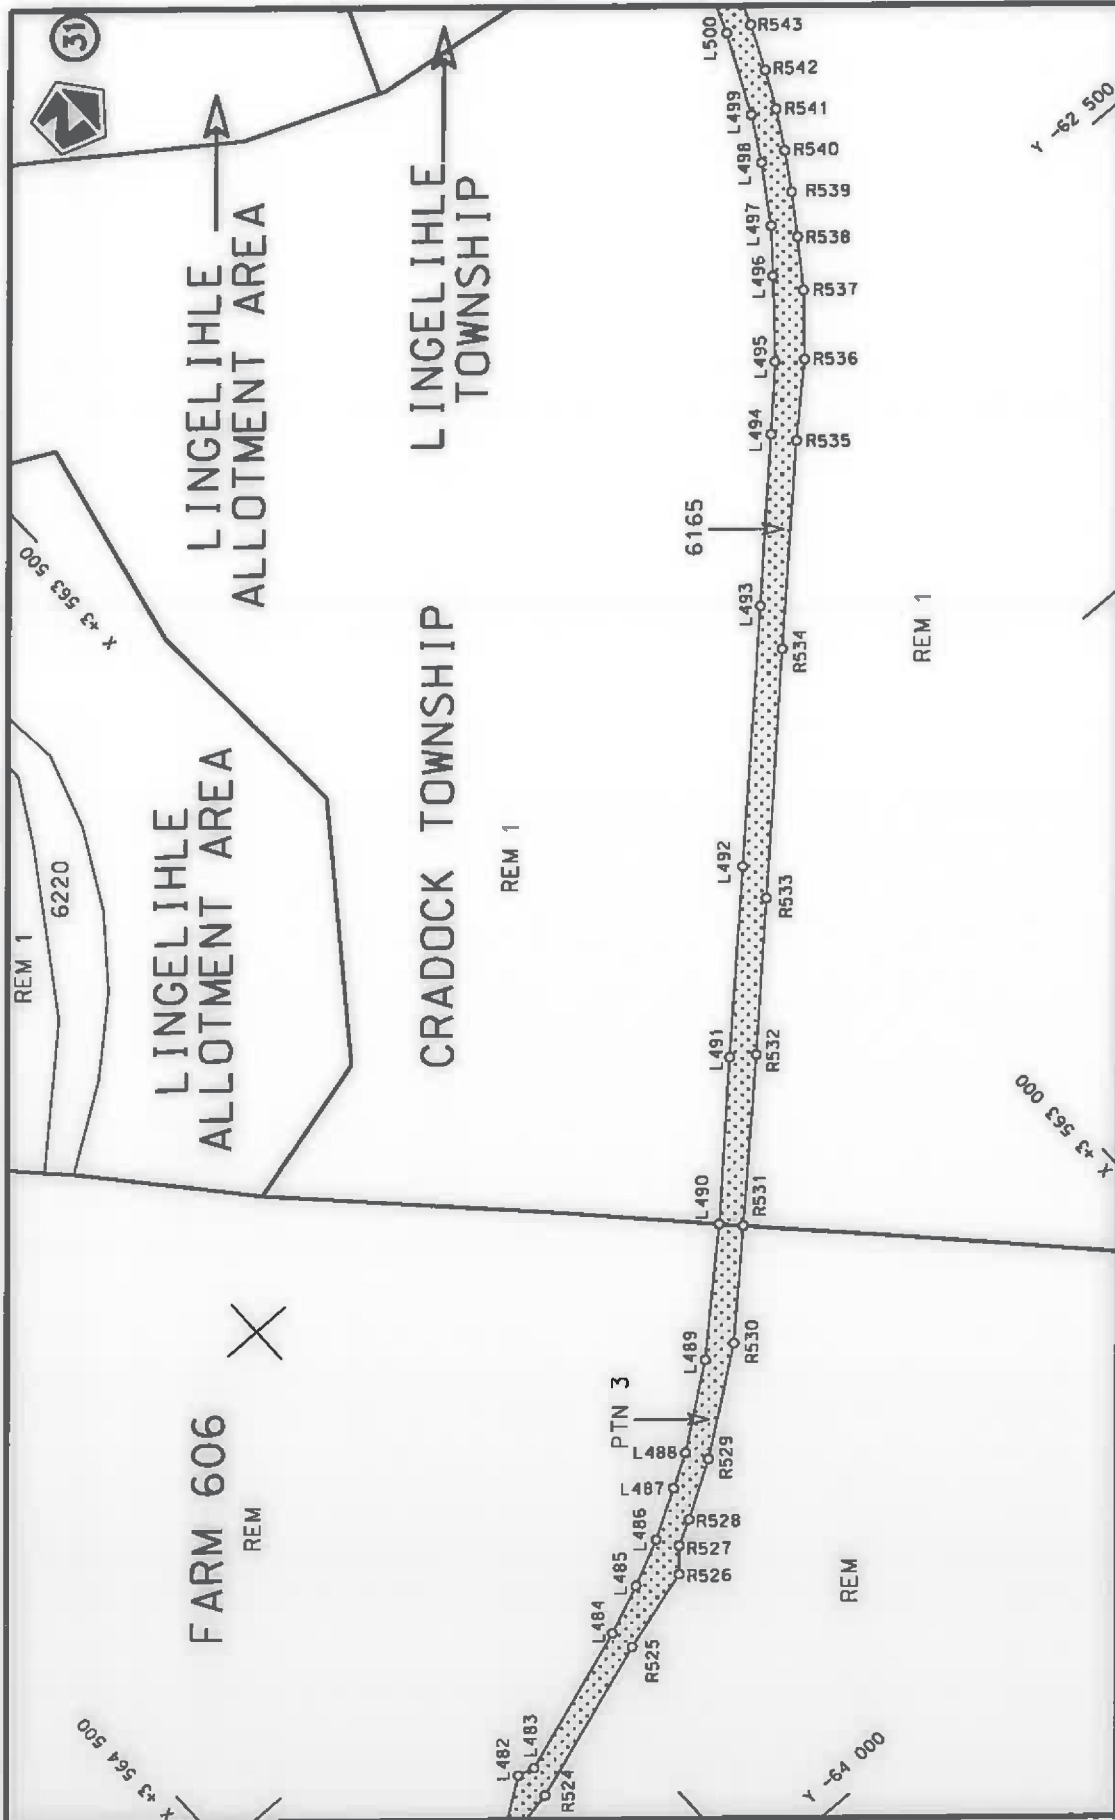 31
L500
R543
R542
L499
R541
L498
R540
R539
L497
R538
L496
R537
L495
R536
L494
R535
6165
L493
R534
L492
R533
L491
R532
L490
R531
L489
R530
PTN 3
L488
R529
L487
R528
L486
R527
R526
L485
L484
R525
L483
L482
R524
Y -62 500
X +3 563 500
X +3 563 000
X +3 564 500
Y -64 000
LINGELIHLE
ALLOTMENT AREA
LINGELIHLE
TOWNSHIP
LINGELIHLE
ALLOTMENT AREA
CRADOCK TOWNSHIP
REM 1
REM 1
REM 1
6220
FARM 606
REM
REM